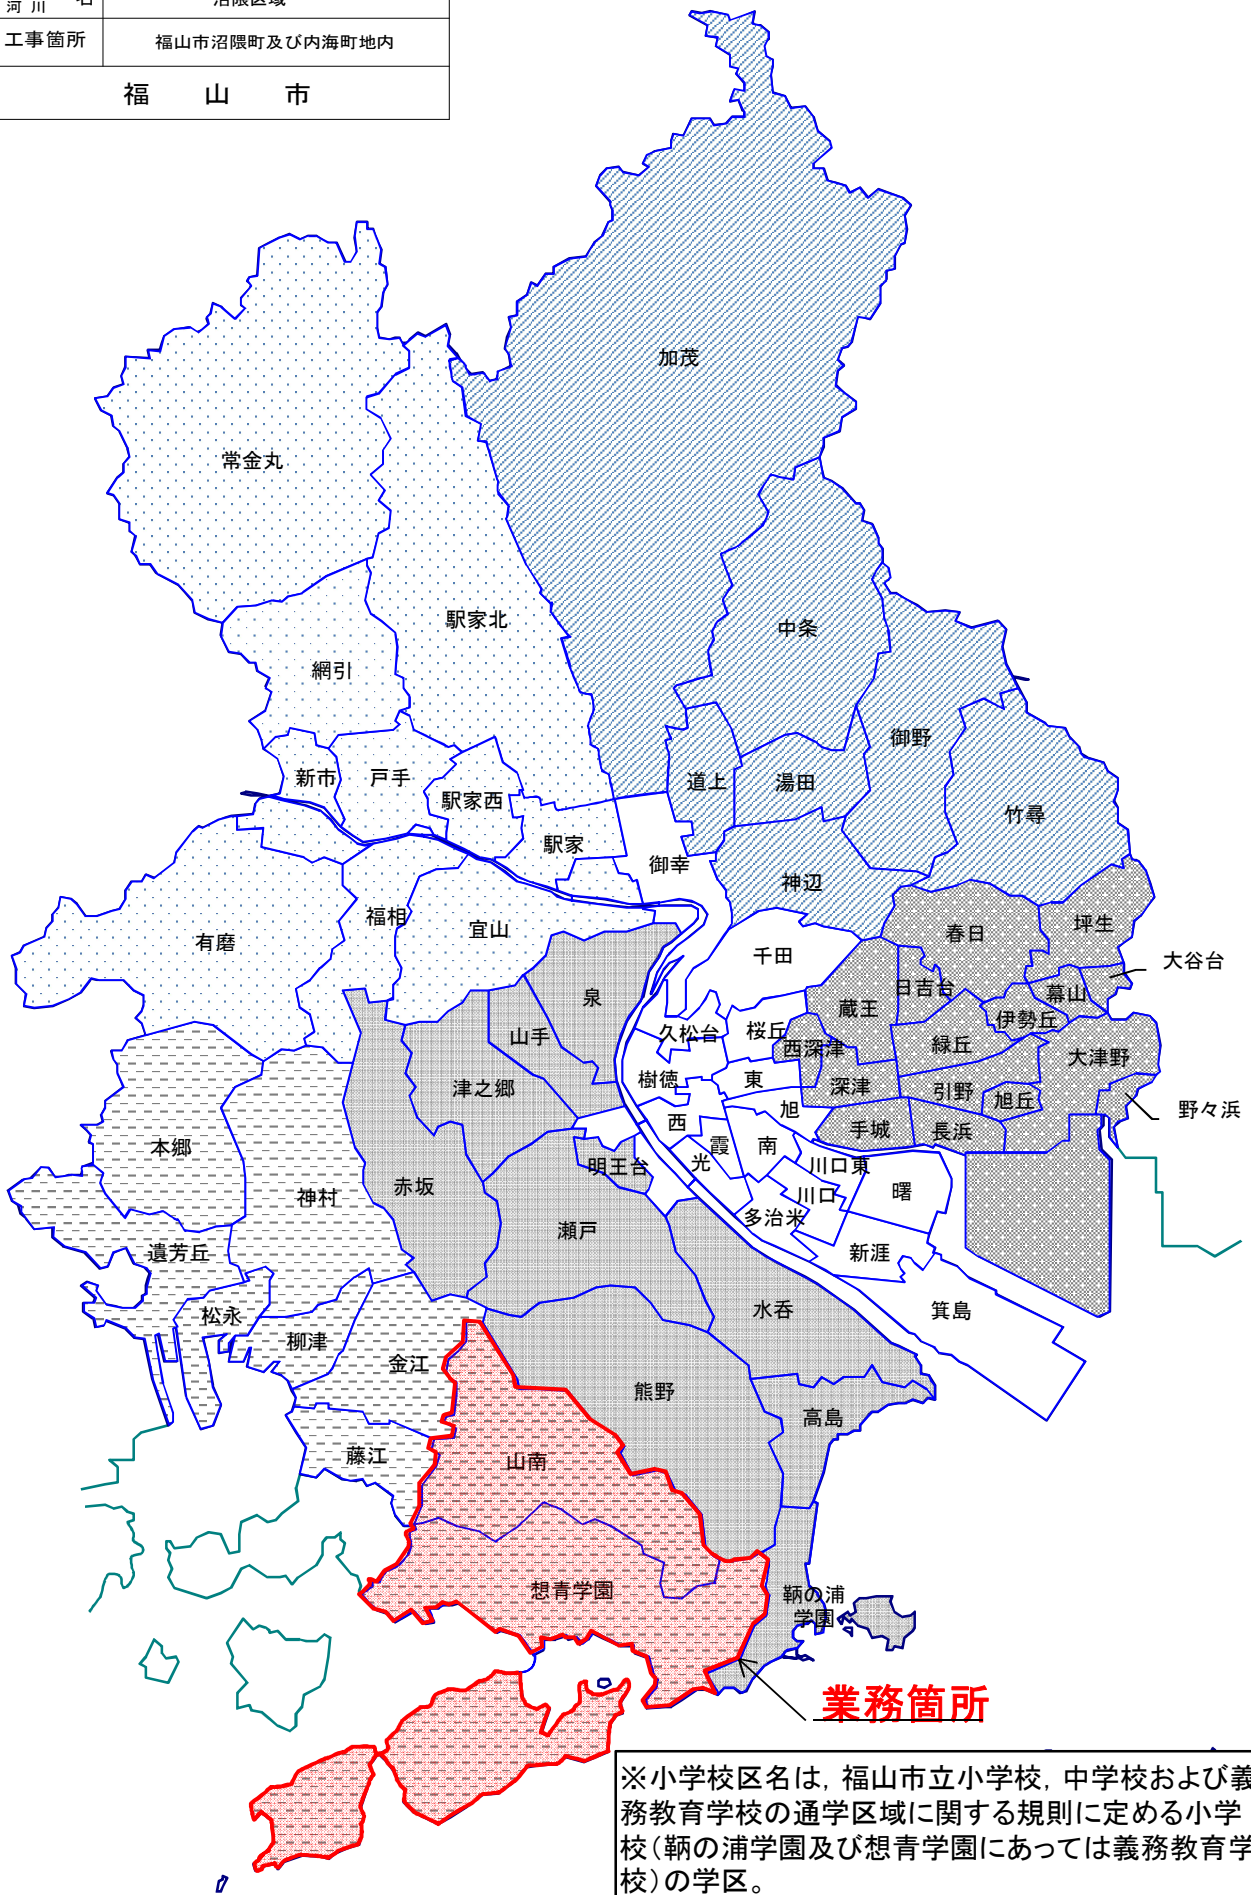 河川名
沼隈区域
工事箇所
福山市沼隈町及び内海町地内
福山市
加茂
常金丸
駅家北
中条
網引
御野
新市
戸手
道上
湯田
駅家西
竹尋
駅家
御幸
神辺
福相
宜山
坪生
有磨
春日
千田
大谷台
泉
日吉台
幕山
蔵王
伊勢丘
山手
久松台
桜丘
西深津
緑丘
大津野
樹徳
東
津之郷
深津
引野
旭丘
旭
野々浜
西
手城
長浜
本郷
霞
南
光
明王台
川口東
神村
赤坂
川口
曙
多治米
瀬戸
遺芳丘
新涯
松永
水呑
箕島
柳津
金江
熊野
高島
藤江
山南
想青学園
鞆の浦
学園
業務箇所
※小学校区名は，福山市立小学校，中学校および義
務教育学校の通学区域に関する規則に定める小学
校（鞆の浦学園及び想青学園にあっては義務教育学
校）の学区。